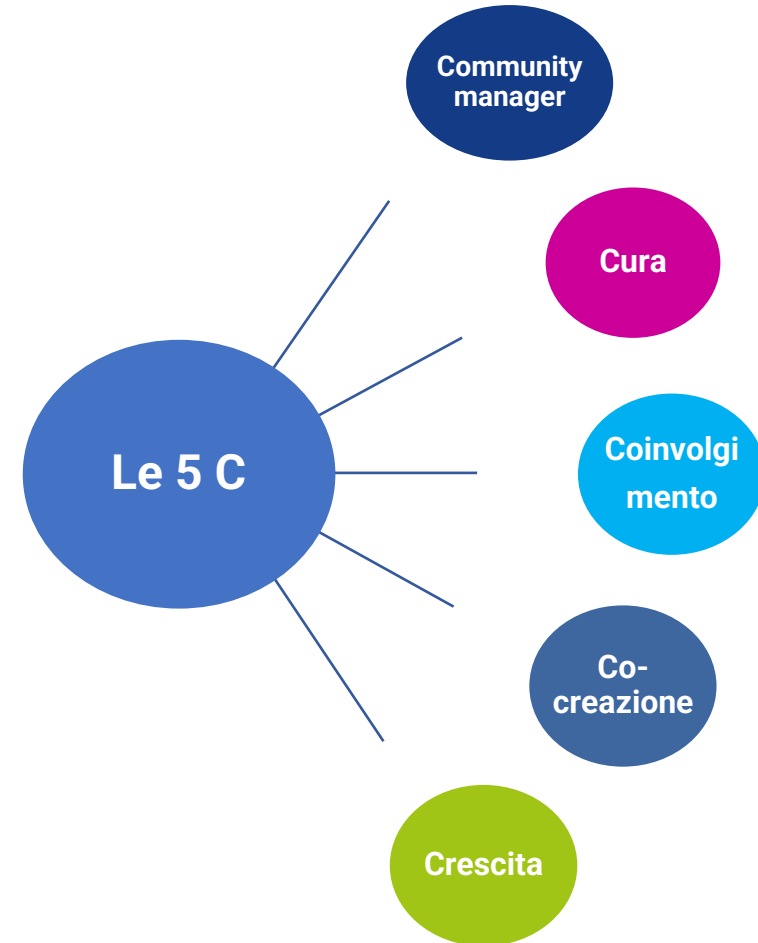 Community
manager
Cura
Le 5 C
Coinvolgi
mento
Co-
creazione
Crescita